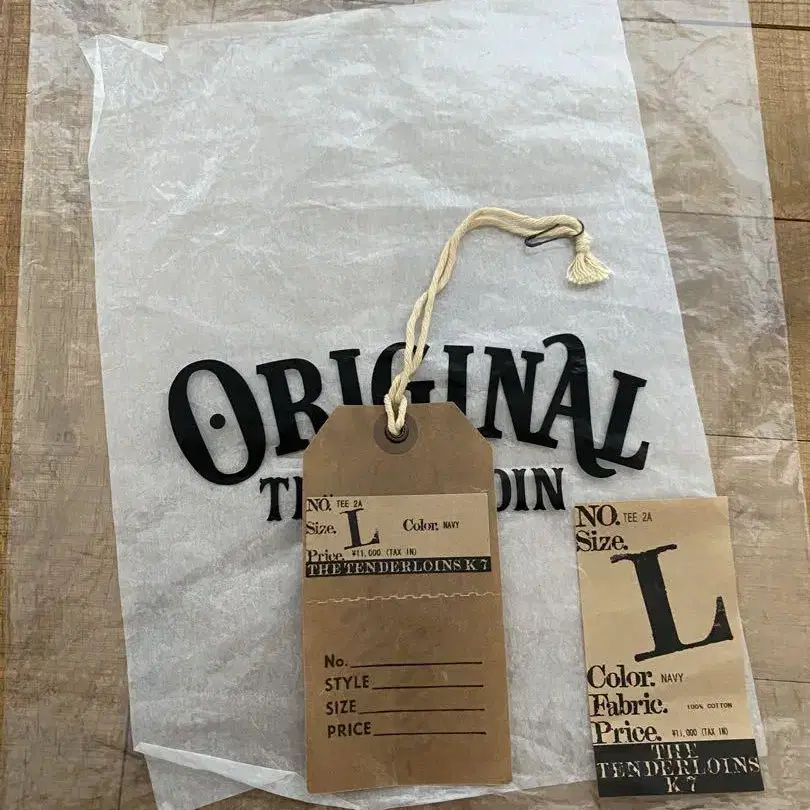 ORIGINAL
NO. TEE 2A
Size. L Color. NAVY
Price. ¥11,000 (TAX IN)
THE TENDERLOINS K 7
No.
STYLE
SIZE
PRICE
NO. TEE 2A
Size.
L
Color. NAVY
Fabric. 100% COTTON
Price. ¥11,000 (TAX IN)
THE
TENDERLOINS
K 7